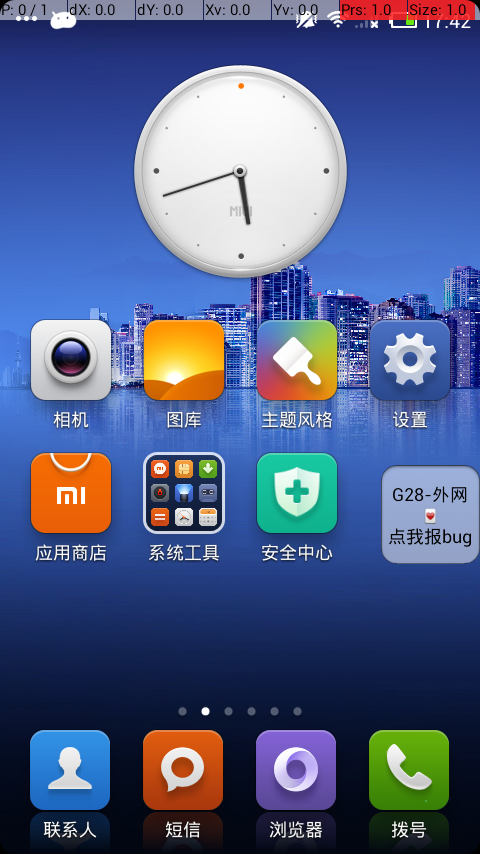 P: 0 / 1 dX: 0.0 dY: 0.0 Xv: 0.0 Yv: 0.0 Prs: 1.0 Size: 1.0
17:42
MIUI
相机 图库 主题风格 设置
G28-外网
点我报bug
应用商店 系统工具 安全中心
联系人 短信 浏览器 拨号